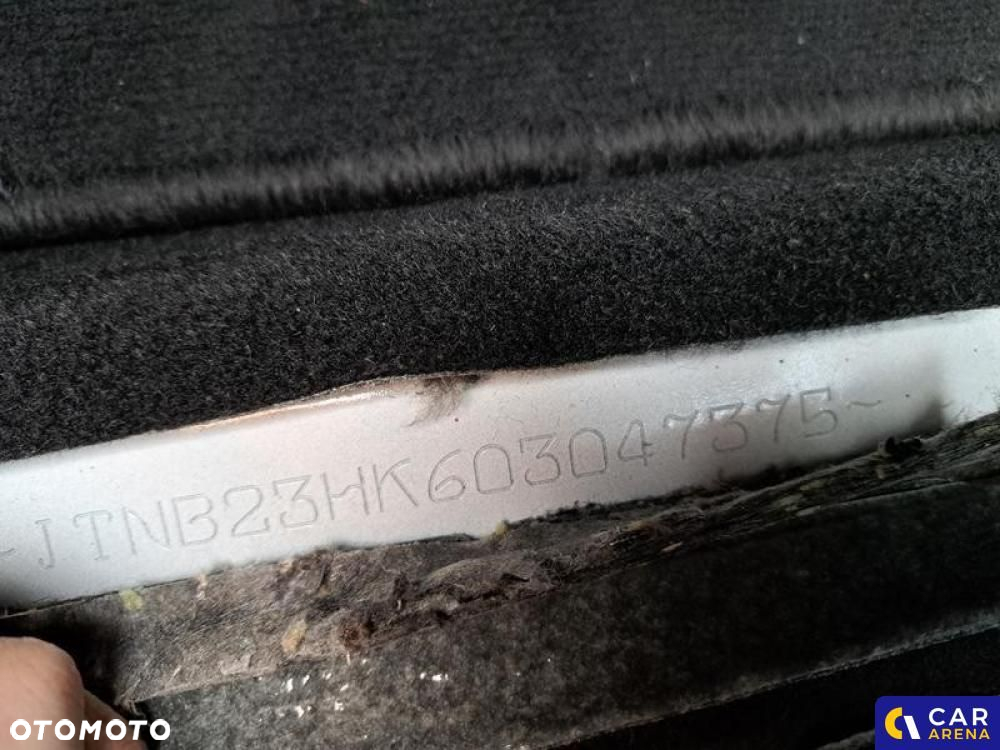 ~JTNB23HK603047375~
OTOMOTO
CAR
ARENA